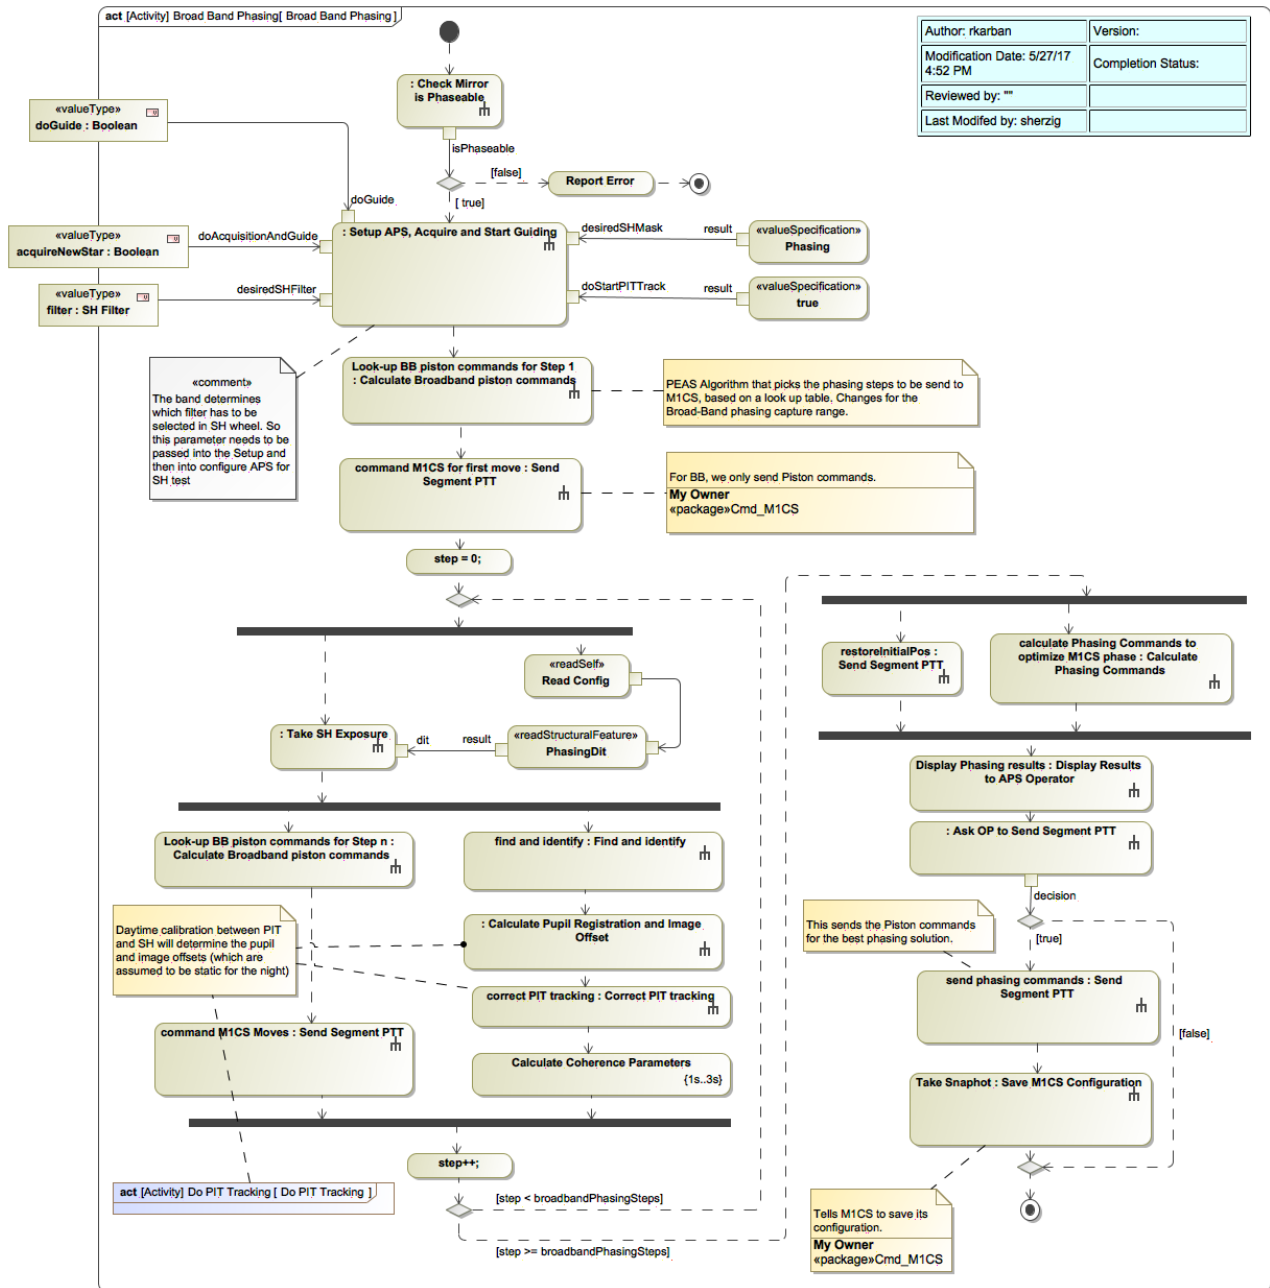 act [Activity] Broad Band Phasing[ Broad Band Phasing ]
Author: rkarban
Version:
Modification Date: 5/27/17
4:52 PM
Completion Status:
Reviewed by: ""
Last Modifed by: sherzig
: Check Mirror
is Phaseable
isPhaseable
«valueType»
doGuide : Boolean
[false]
Report Error
[ true]
doGuide
«valueType»
acquireNewStar : Boolean
doAcquisitionAndGuide
: Setup APS, Acquire and Start Guiding
desiredSHMask
result
«valueSpecification»
Phasing
«valueType»
filter : SH Filter
desiredSHFilter
doStartPITTrack
result
«valueSpecification»
true
«comment»
The band determines
which filter has to be
selected in SH wheel. So
this parameter needs to be
passed into the Setup and
then into configure APS for
SH test
Look-up BB piston commands for Step 1
: Calculate Broadband piston commands
PEAS Algorithm that picks the phasing steps to be send to
M1CS, based on a look up table. Changes for the
Broad-Band phasing capture range.
command M1CS for first move : Send
Segment PTT
For BB, we only send Piston commands.
My Owner
«package»Cmd_M1CS
step = 0;
«readSelf»
Read Config
: Take SH Exposure
dit
result
«readStructuralFeature»
PhasingDit
Look-up BB piston commands for Step n :
Calculate Broadband piston commands
find and identify : Find and identify
Daytime calibration between PIT
and SH will determine the pupil
and image offsets (which are
assumed to be static for the night)
: Calculate Pupil Registration and Image
Offset
correct PIT tracking : Correct PIT tracking
command M1CS Moves : Send Segment PTT
Calculate Coherence Parameters
{1s..3s}
step++;
act [Activity] Do PIT Tracking [ Do PIT Tracking ]
[step < broadbandPhasingSteps]
[step >= broadbandPhasingSteps]
restoreInitialPos :
Send Segment PTT
calculate Phasing Commands to
optimize M1CS phase : Calculate
Phasing Commands
Display Phasing results : Display Results
to APS Operator
: Ask OP to Send Segment PTT
decision
This sends the Piston commands
for the best phasing solution.
[true]
send phasing commands : Send
Segment PTT
[false]
Take Snaphot : Save M1CS Configuration
Tells M1CS to save its
configuration.
My Owner
«package»Cmd_M1CS